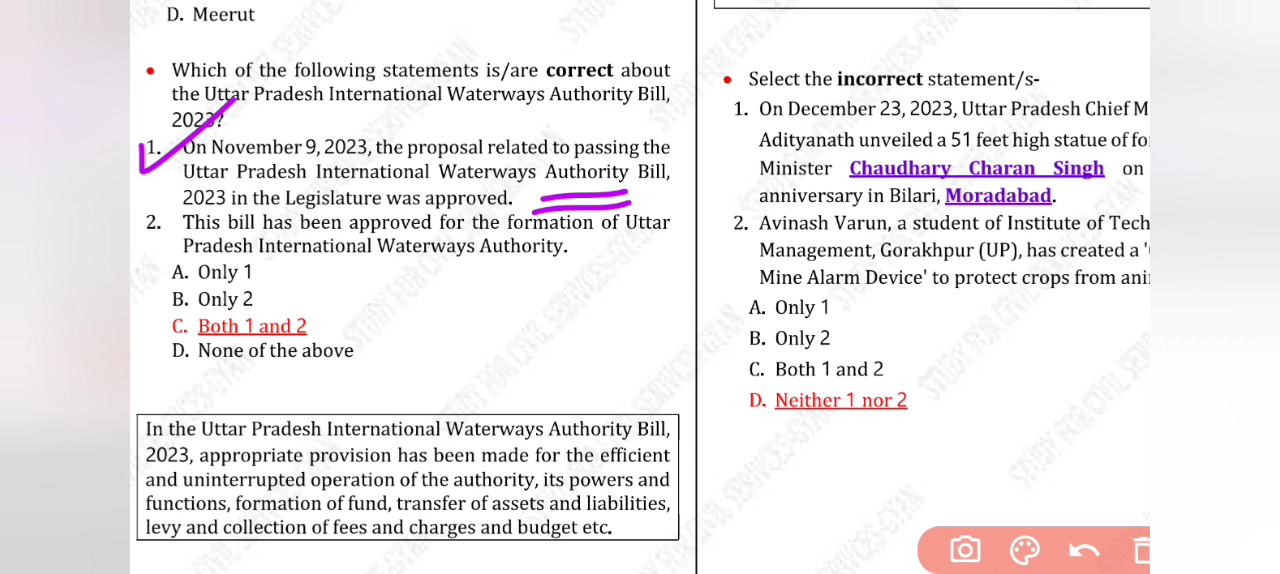 D. Meerut
• Which of the following statements is/are correct about
the Uttar Pradesh International Waterways Authority Bill,
2023?
1. On November 9, 2023, the proposal related to passing the
Uttar Pradesh International Waterways Authority Bill,
2023 in the Legislature was approved.
2. This bill has been approved for the formation of Uttar
Pradesh International Waterways Authority.
A. Only 1
B. Only 2
C. Both 1 and 2
D. None of the above
In the Uttar Pradesh International Waterways Authority Bill,
2023, appropriate provision has been made for the efficient
and uninterrupted operation of the authority, its powers and
functions, formation of fund, transfer of assets and liabilities,
levy and collection of fees and charges and budget etc.
• Select the incorrect statement/s-
1. On December 23, 2023, Uttar Pradesh Chief M
Adityanath unveiled a 51 feet high statue of fo
Minister Chaudhary Charan Singh on
anniversary in Bilari, Moradabad.
2. Avinash Varun, a student of Institute of Tech
Management, Gorakhpur (UP), has created a '
Mine Alarm Device' to protect crops from ani
A. Only 1
B. Only 2
C. Both 1 and 2
D. Neither 1 nor 2